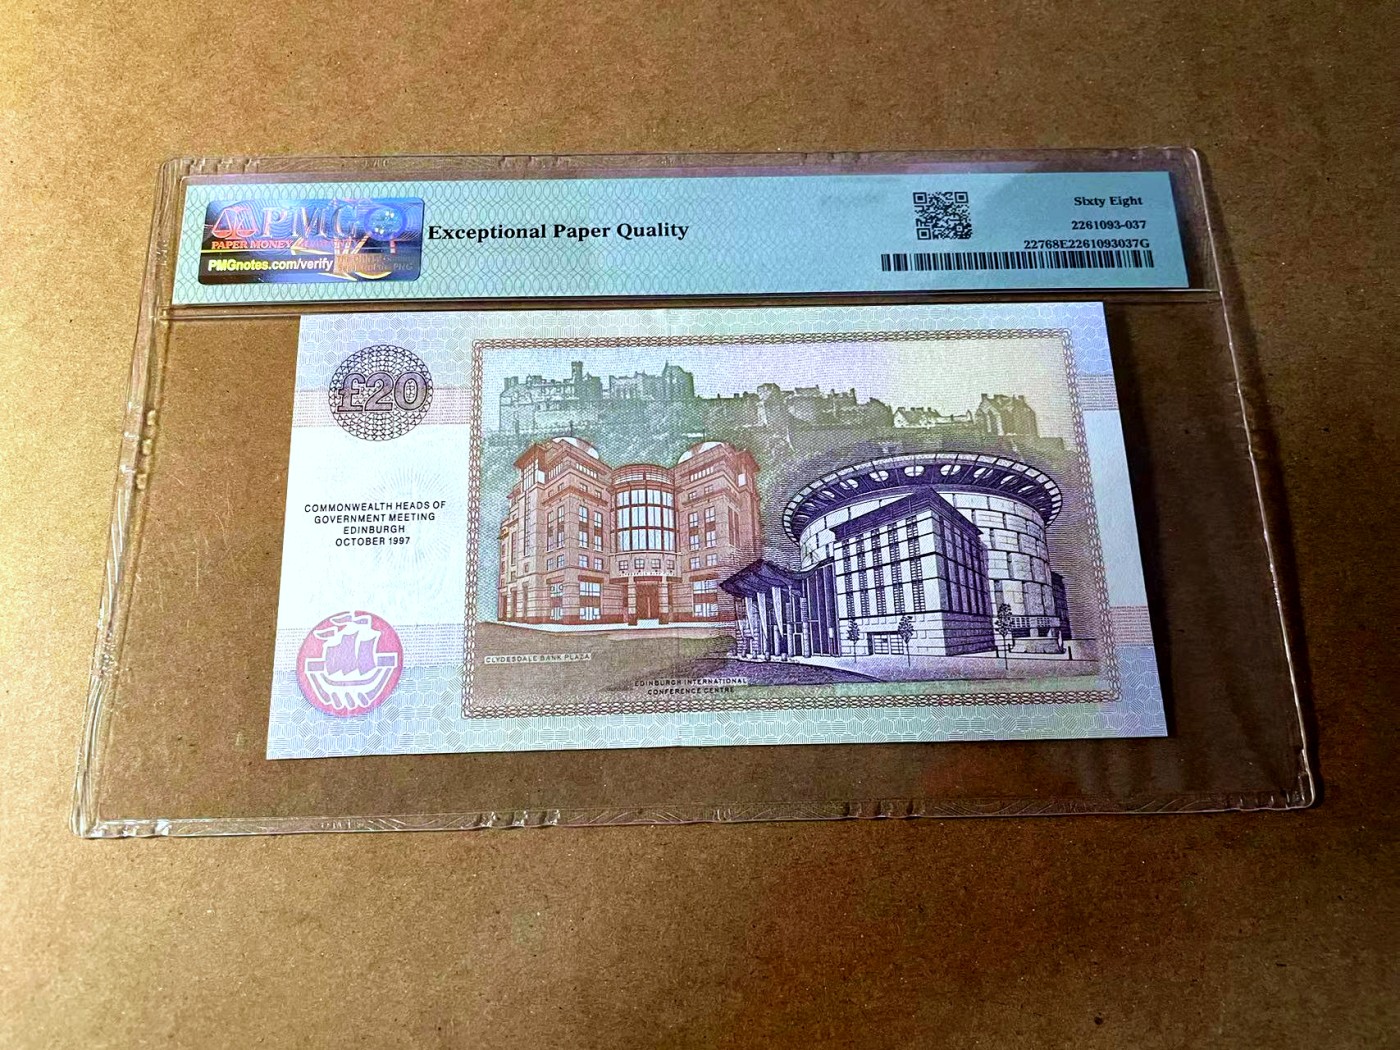 PMG
PAPER MONEY
PMGnotes.com/verify
Exceptional Paper Quality
Sixty Eight
2261093-037
22768E2261093037G
£20
COMMONWEALTH HEADS OF
GOVERNMENT MEETING
EDINBURGH
OCTOBER 1997
CLYDESDALE BANK PLAZA
EDINBURGH INTERNATIONAL
CONFERENCE CENTRE